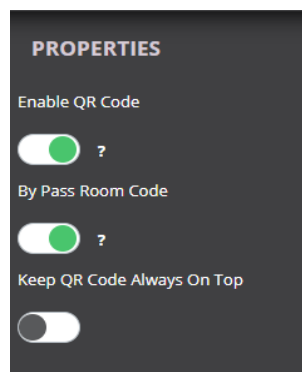 PROPERTIES
Enable QR Code
?
By Pass Room Code
?
Keep QR Code Always On Top